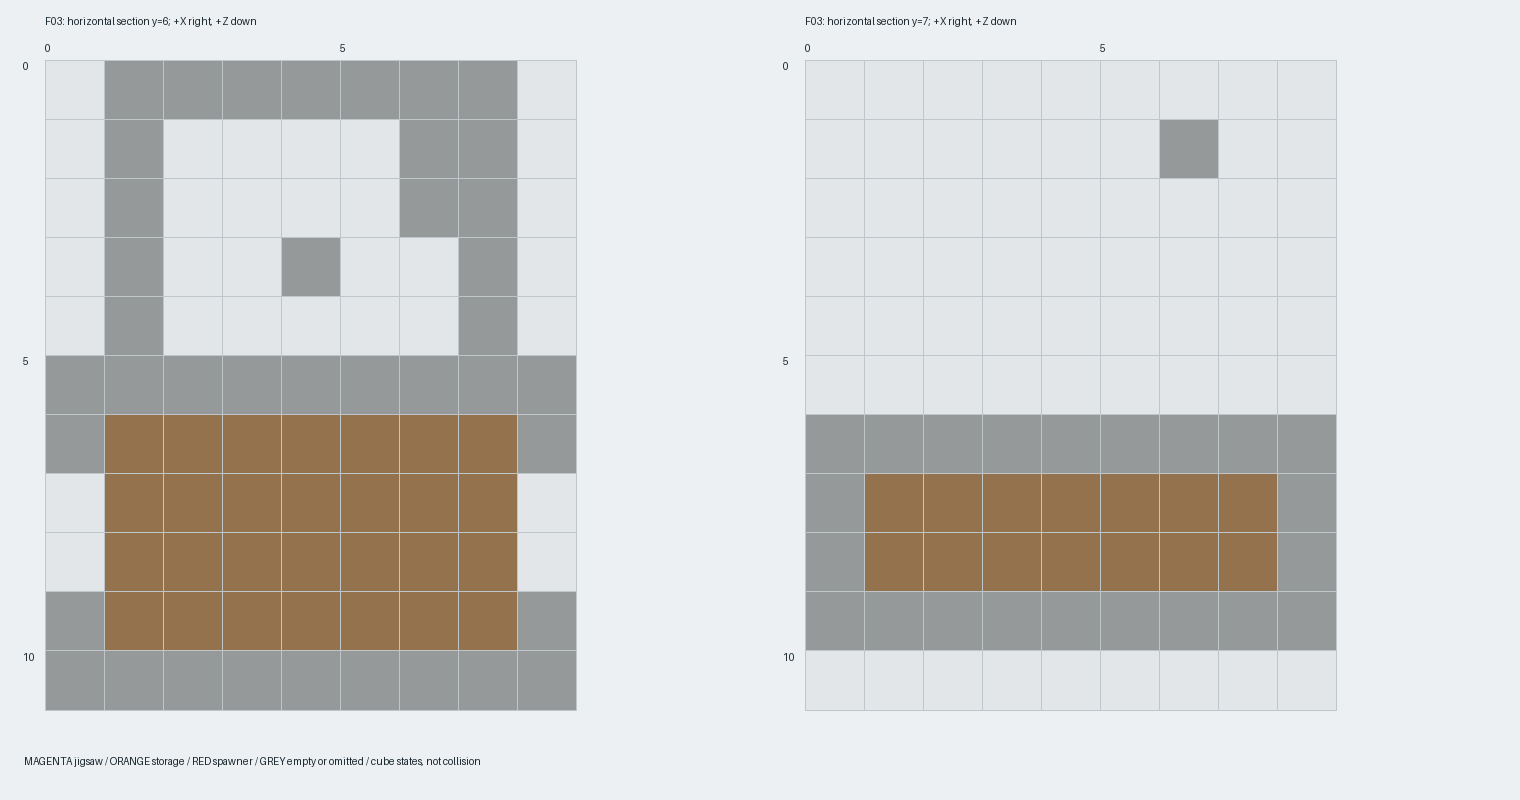 F03: horizontal section y=6; +X right, +Z down
F03: horizontal section y=7; +X right, +Z down
0 5
0 5
0
0
5
5
10
10
MAGENTA jigsaw / ORANGE storage / RED spawner / GREY empty or omitted / cube states, not collision